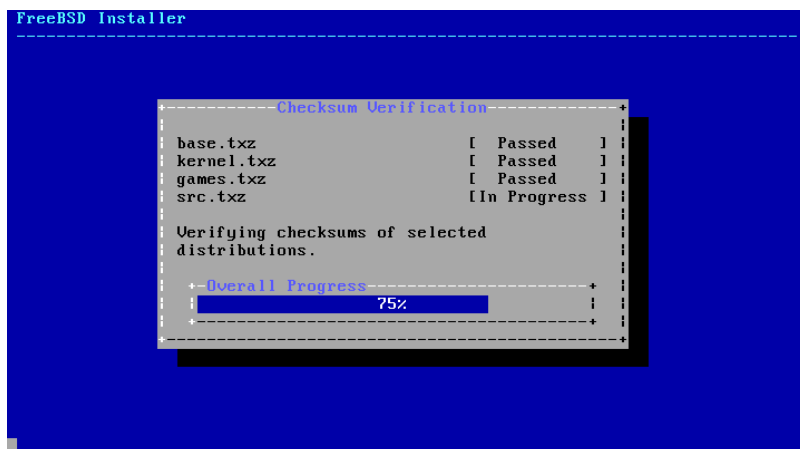 FreeBSD Installer
Checksum Verification
base.txz [ Passed ]
kernel.txz [ Passed ]
games.txz [ Passed ]
src.txz [In Progress ]
Verifying checksums of selected
distributions.
Overall Progress
75%